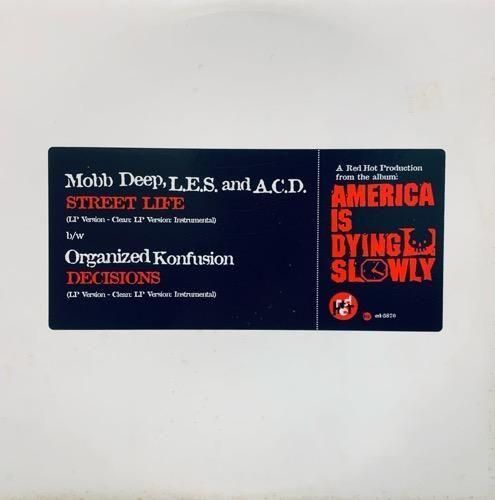 Mobb Deep, L.E.S. and A.C.D.
STREET LIFE
(LP Version - Clean: LP Version: Instrumental)
b/w
Organized Konfusion
DECISIONS
(LP Version - Clean: LP Version: Instrumental)
A Red Hot Production
from the album:
AMERICA
IS
DYING
SLOWLY
ed-5870